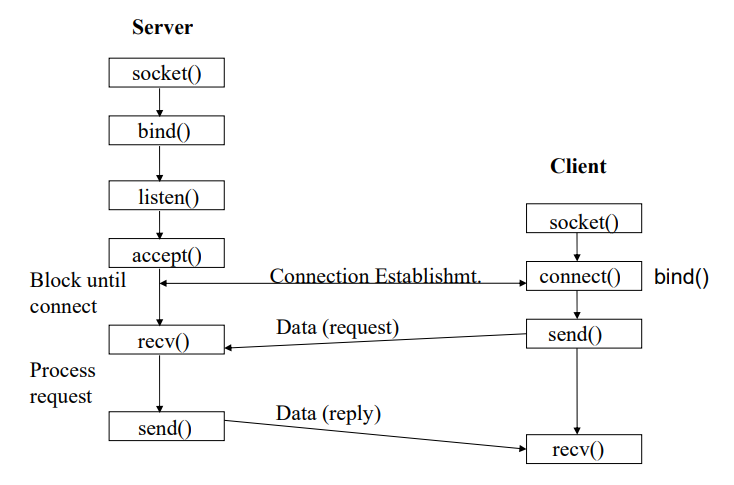 Server
socket()
bind()
listen()
accept()
Block until
connect
recv()
Process
request
send()
Connection Establishmt.
Data (request)
Data (reply)
Client
socket()
connect()
bind()
send()
recv()